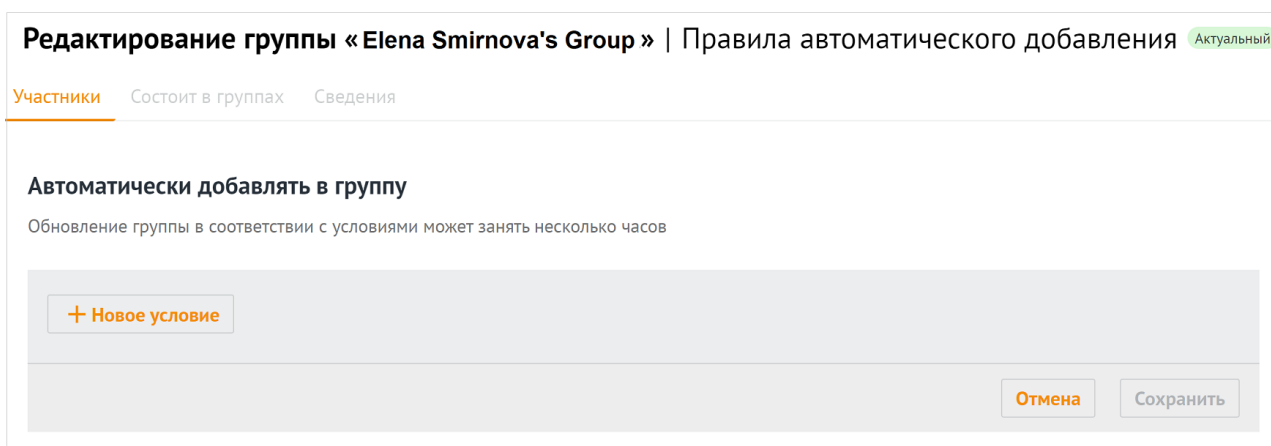 Редактирование группы «Elena Smirnova's Group» | Правила автоматического добавления Актуальный
Участники Состоит в группах Сведения
Автоматически добавлять в группу
Обновление группы в соответствии с условиями может занять несколько часов
+ Новое условие
Отмена Сохранить